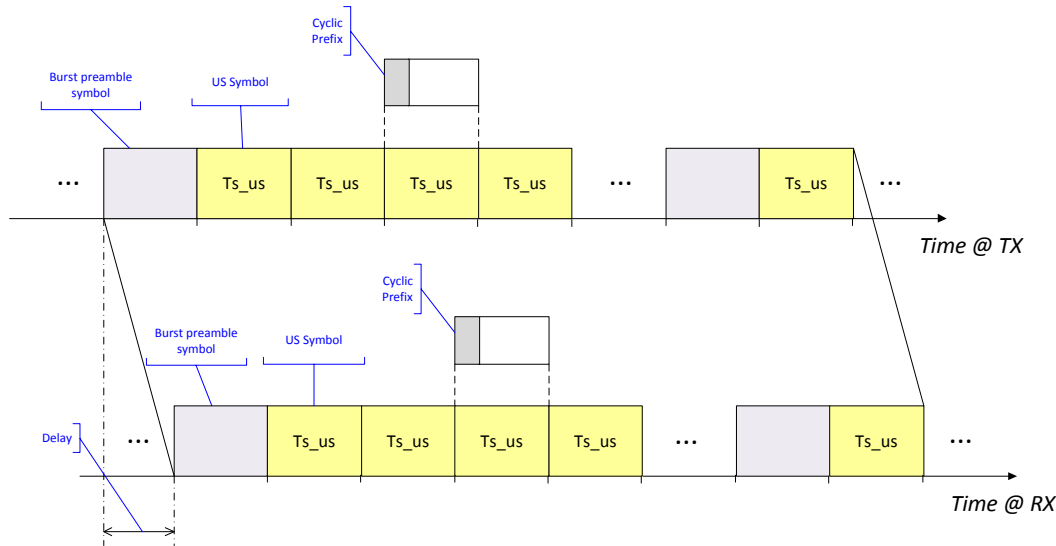 Cyclic
Prefix
Burst preamble
symbol
US Symbol
...
Ts_us
Ts_us
Ts_us
Ts_us
...
Ts_us
...
Time @ TX
Cyclic
Prefix
Burst preamble
symbol
US Symbol
Delay
...
Ts_us
Ts_us
Ts_us
Ts_us
...
Ts_us
...
Time @ RX